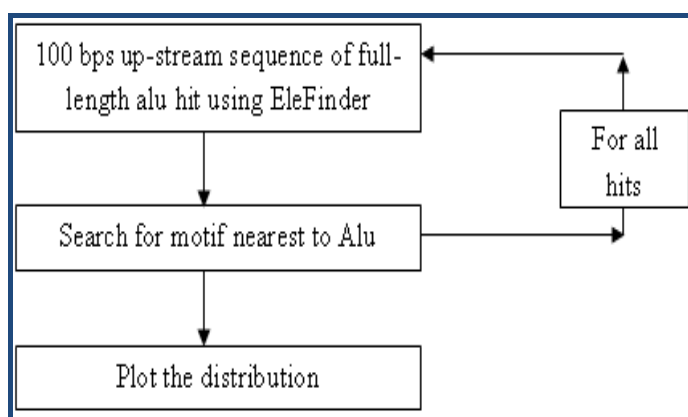 100 bps up-stream sequence of full-
length alu hit using EleFinder
For all
hits
Search for motif nearest to Alu
Plot the distribution